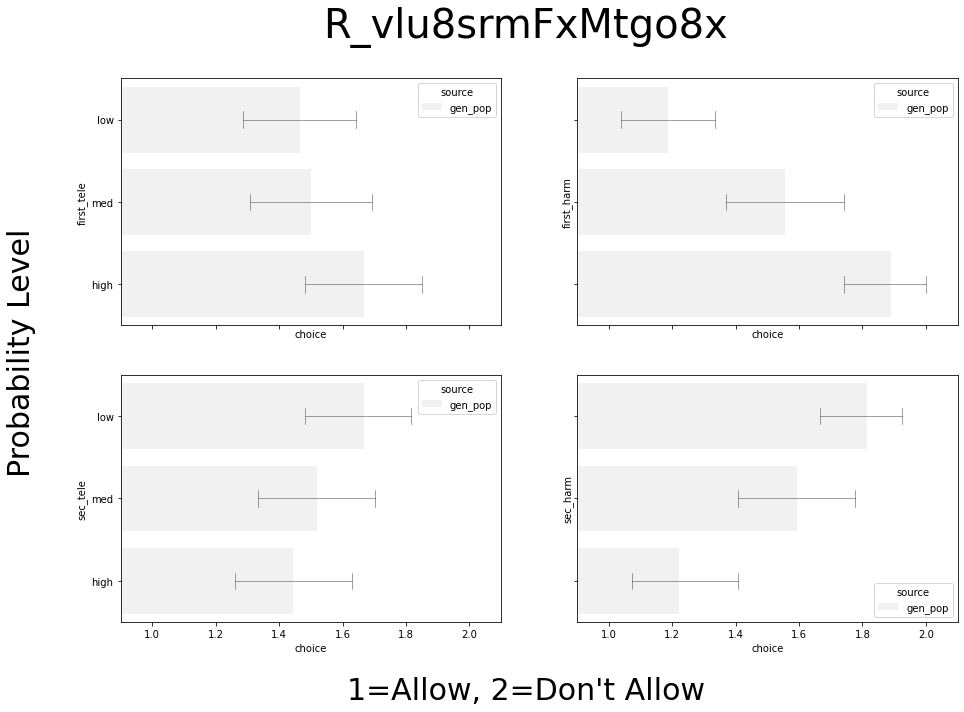 R_vlu8srmFxMtgo8x
Probability Level
first_tele
low
med
high
source
gen_pop
choice
first_harm
source
gen_pop
choice
sec_tele
low
med
high
source
gen_pop
1.0 1.2 1.4 1.6 1.8 2.0
choice
sec_harm
source
gen_pop
1.0 1.2 1.4 1.6 1.8 2.0
choice
1=Allow, 2=Don't Allow